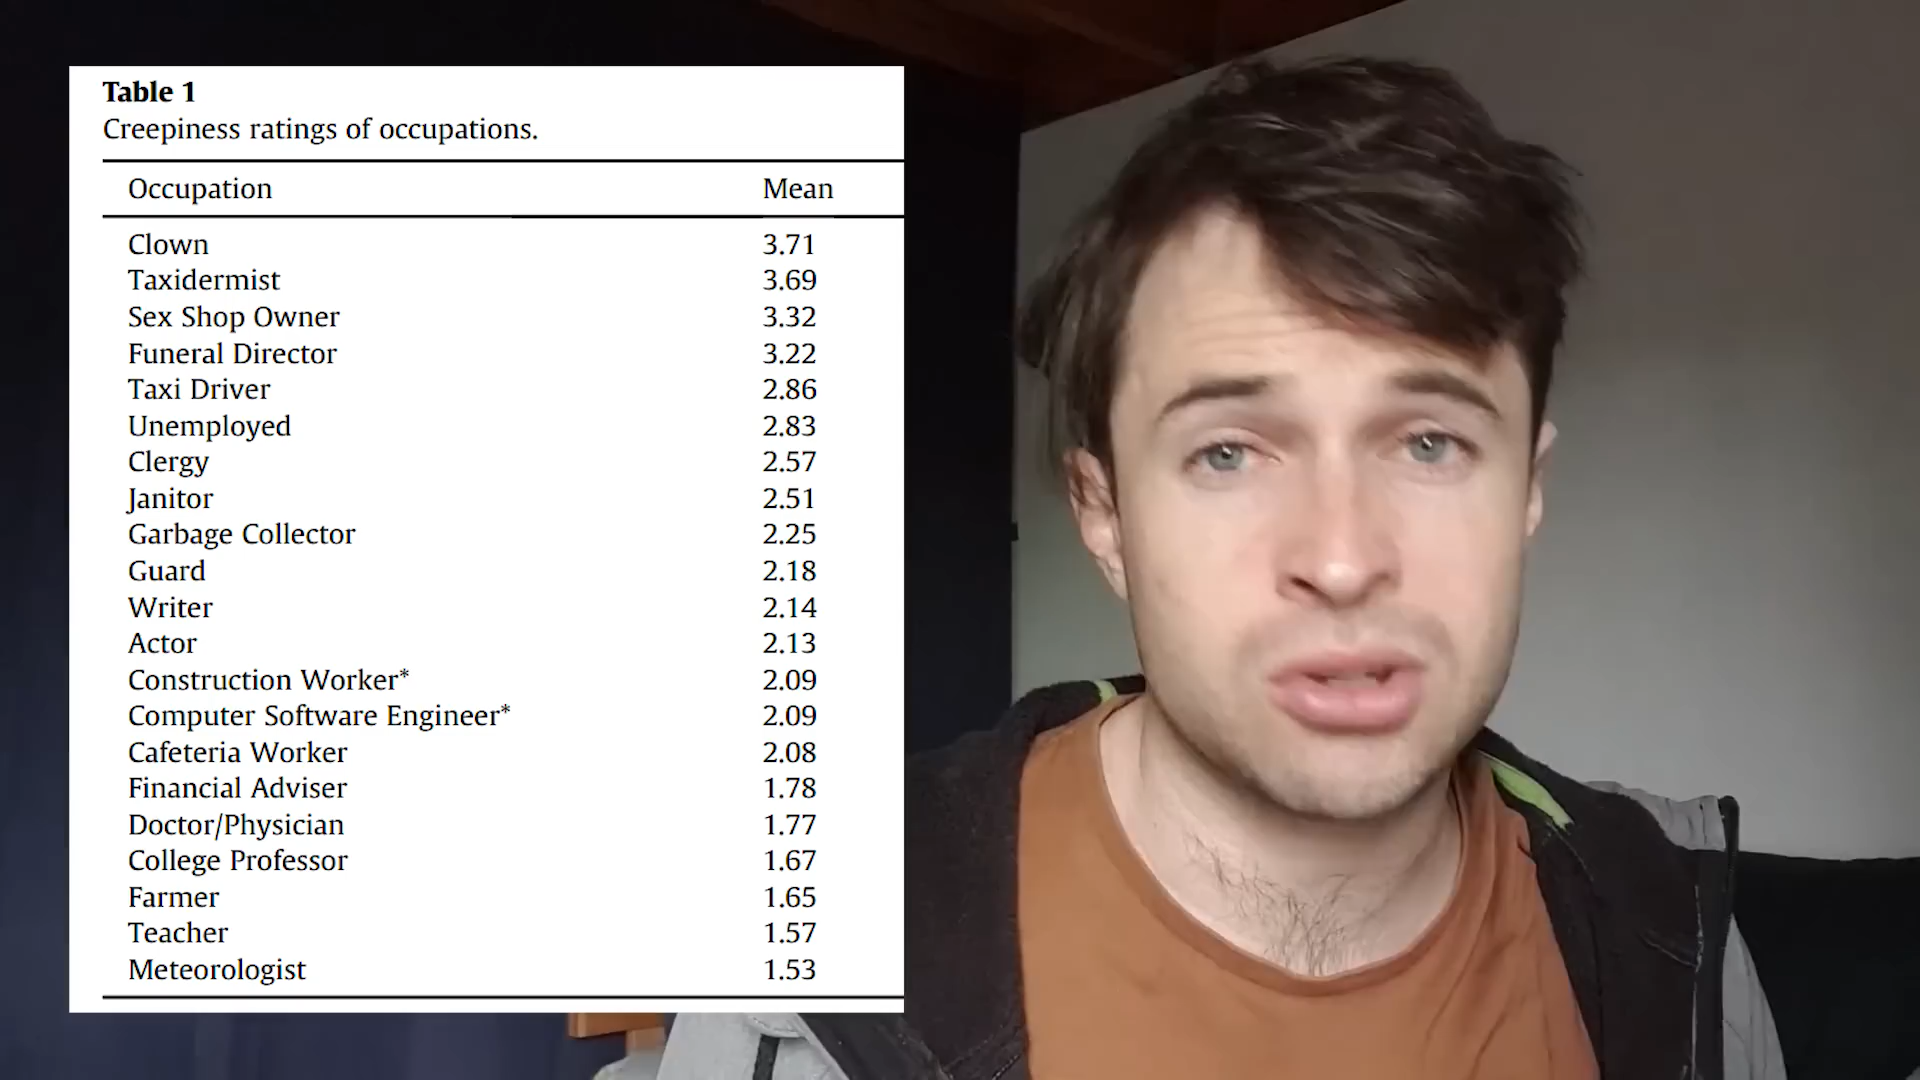 Table 1
Creepiness ratings of occupations.
Occupation Mean
Clown 3.71
Taxidermist 3.69
Sex Shop Owner 3.32
Funeral Director 3.22
Taxi Driver 2.86
Unemployed 2.83
Clergy 2.57
Janitor 2.51
Garbage Collector 2.25
Guard 2.18
Writer 2.14
Actor 2.13
Construction Worker* 2.09
Computer Software Engineer* 2.09
Cafeteria Worker 2.08
Financial Adviser 1.78
Doctor/Physician 1.77
College Professor 1.67
Farmer 1.65
Teacher 1.57
Meteorologist 1.53